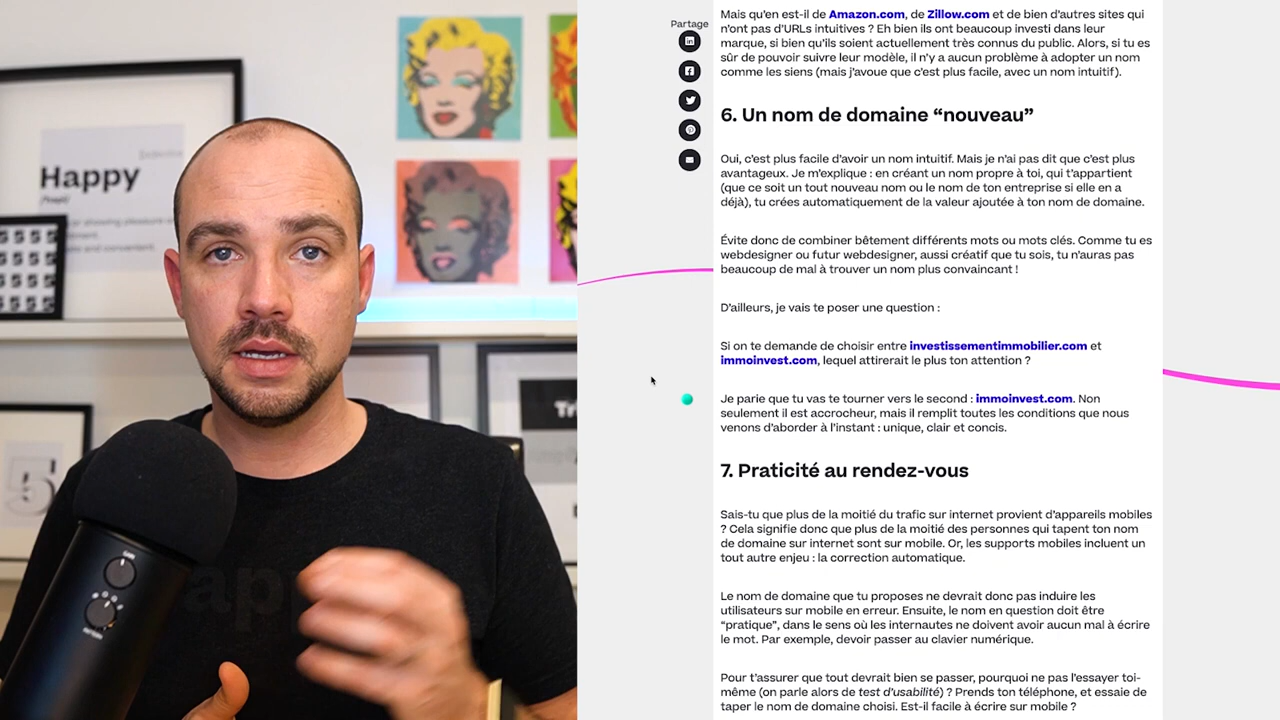 Happy
Partage
Mais qu'en est-il de Amazon.com, de Zillow.com et de bien d'autres sites qui
n'ont pas d'URLs intuitives ? Eh bien ils ont beaucoup investi dans leur
marque, si bien qu'ils soient actuellement très connus du public. Alors, si tu es
sûr de pouvoir suivre leur modèle, il n'y a aucun problème à adopter un nom
comme les siens (mais j'avoue que c'est plus facile, avec un nom intuitif).
6. Un nom de domaine “nouveau”
Oui, c'est plus facile d'avoir un nom intuitif. Mais je n'ai pas dit que c'est plus
avantageux. Je m'explique : en créant un nom propre à toi, qui t'appartient
(que ce soit un tout nouveau nom ou le nom de ton entreprise si elle en a
déjà), tu crées automatiquement de la valeur ajoutée à ton nom de domaine.
Évite donc de combiner bêtement différents mots ou mots clés. Comme tu es
webdesigner ou futur webdesigner, aussi créatif que tu sois, tu n'auras pas
beaucoup de mal à trouver un nom plus convaincant !
D'ailleurs, je vais te poser une question :
Si on te demande de choisir entre investissementimmobilier.com et
immoinvest.com, lequel attirerait le plus ton attention ?
Je parie que tu vas te tourner vers le second : immoinvest.com. Non
seulement il est accrocheur, mais il remplit toutes les conditions que nous
venons d'aborder à l'instant : unique, clair et concis.
7. Praticité au rendez-vous
Sais-tu que plus de la moitié du trafic sur internet provient d'appareils mobiles
? Cela signifie donc que plus de la moitié des personnes qui tapent ton nom
de domaine sur internet sont sur mobile. Or, les supports mobiles incluent un
tout autre enjeu : la correction automatique.
Le nom de domaine que tu proposes ne devrait donc pas induire les
utilisateurs sur mobile en erreur. Ensuite, le nom en question doit être
“pratique”, dans le sens où les internautes ne doivent avoir aucun mal à écrire
le mot. Par exemple, devoir passer au clavier numérique.
Pour t'assurer que tout devrait bien se passer, pourquoi ne pas l'essayer toi-
même (on parle alors de test d'usabilité) ? Prends ton téléphone, et essaie de
taper le nom de domaine choisi. Est-il facile à écrire sur mobile ?